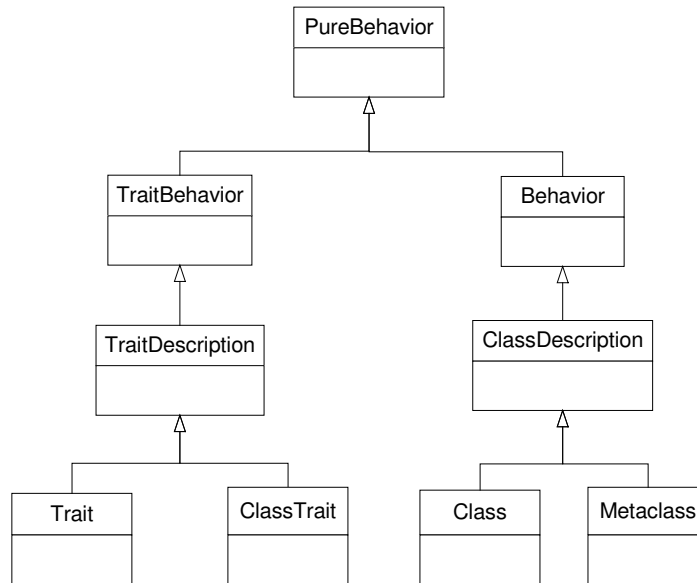 PureBehavior
TraitBehavior
Behavior
TraitDescription
ClassDescription
Trait
ClassTrait
Class
Metaclass